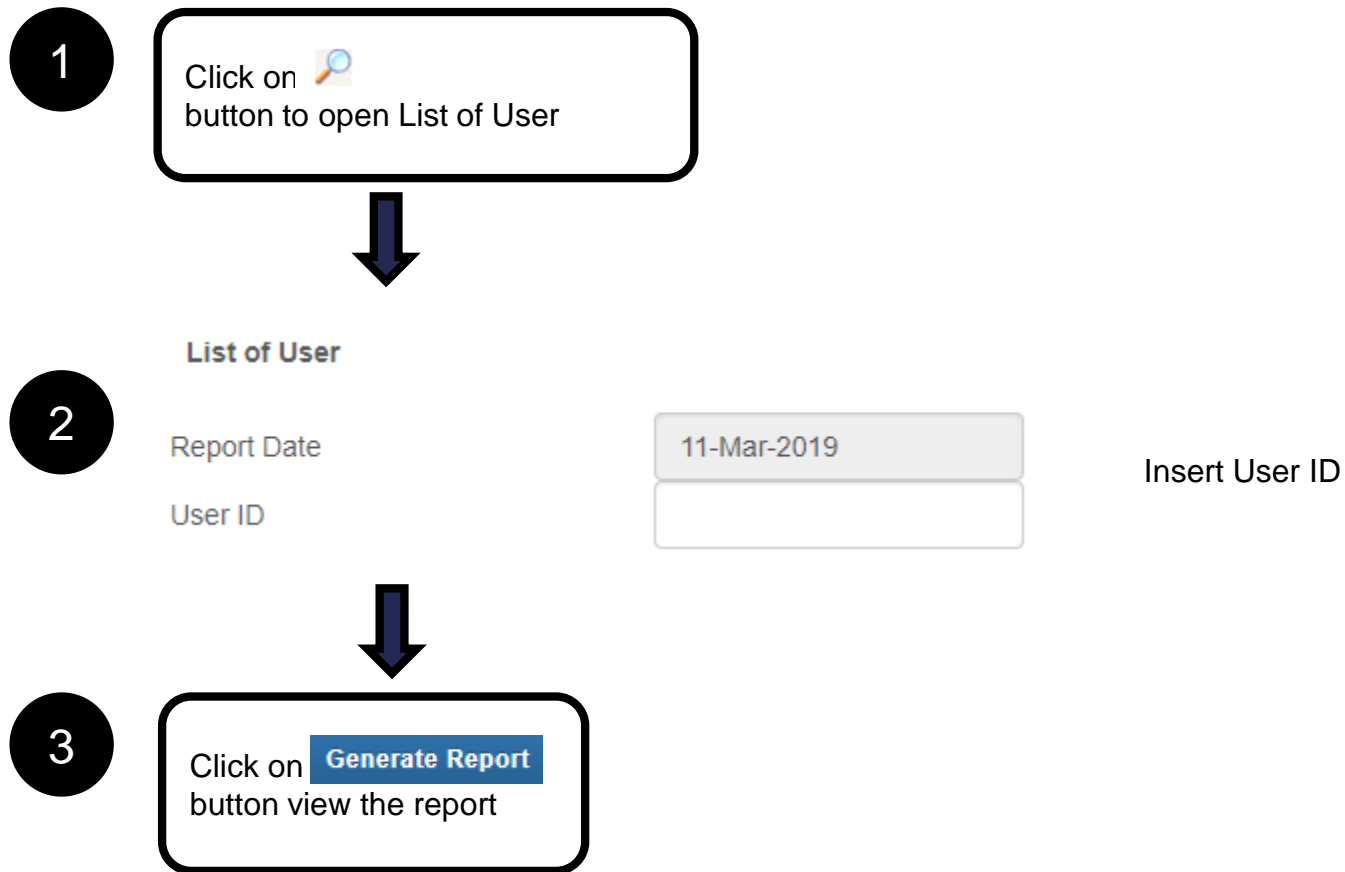 1
Click on
button to open List of User
List of User
2
Report Date
11-Mar-2019
Insert User ID
User ID
3
Click on Generate Report
button view the report